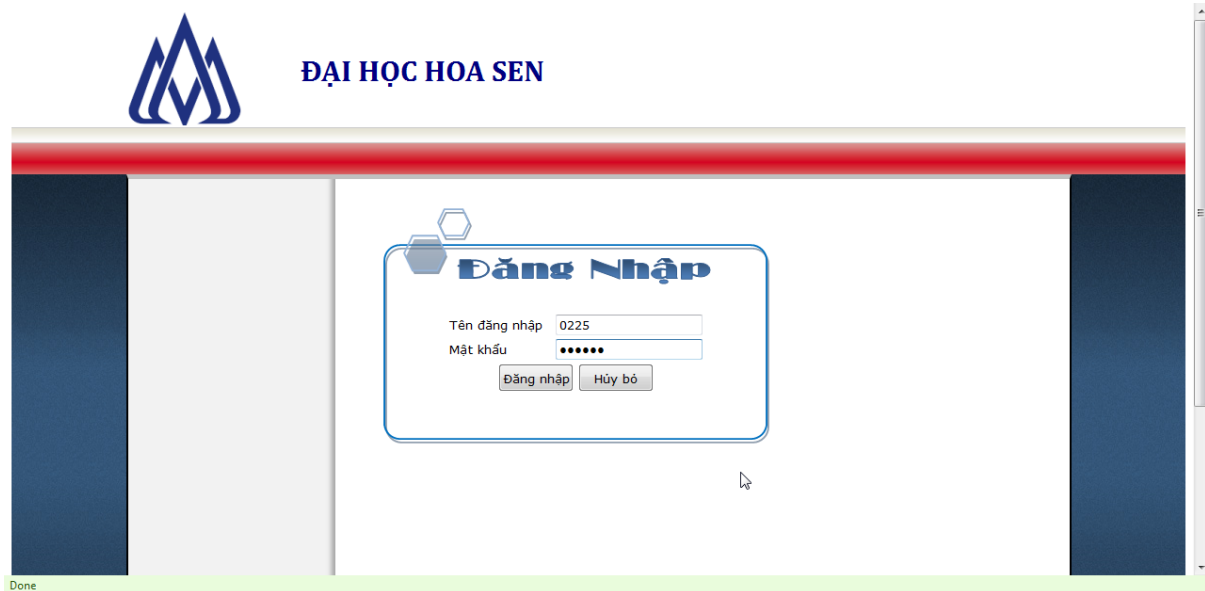 ĐẠI HỌC HOA SEN
Đăng Nhập
Tên đăng nhập 0225
Mật khẩu ••••••
Đăng nhập Hủy bỏ
Done